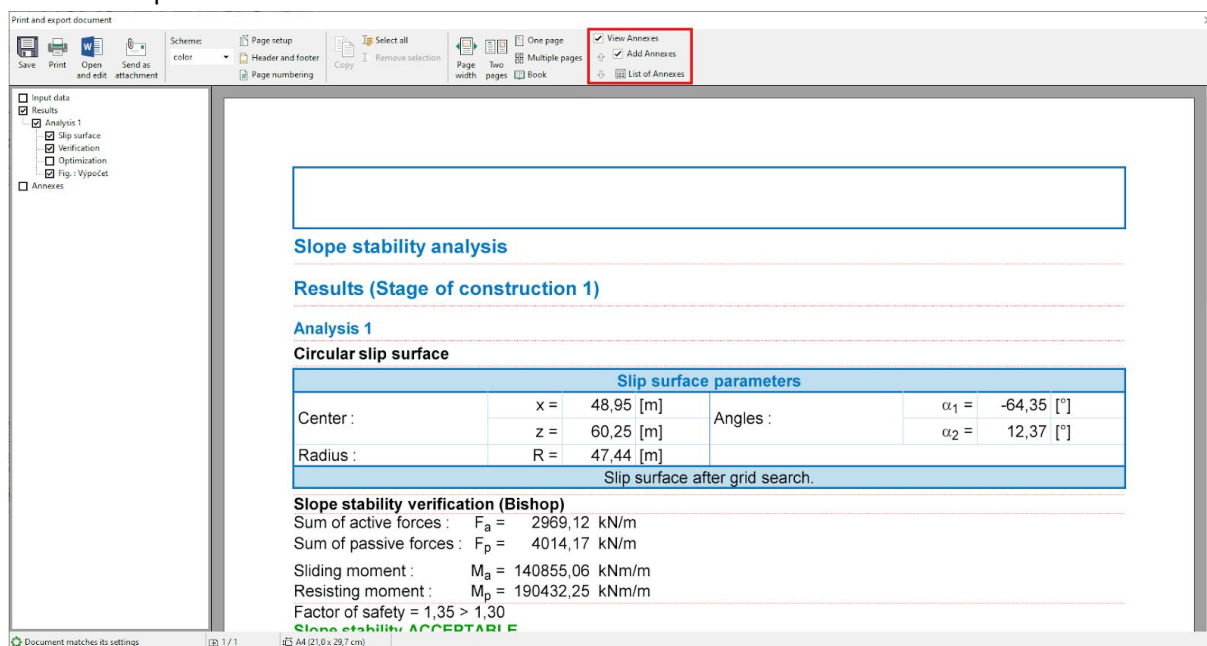 Print and export document
Save
Print
Open and edit
Send as attachment
Scheme:
color
Page setup
Header and footer
Page numbering
Copy
Select all
Remove selection
Page width
Two pages
One page
Multiple pages
Book
View Annexes
Add Annexes
List of Annexes
Input data
Results
Analysis 1
Slip surface
Verification
Optimization
Fig. : Výpočet
Annexes
Slope stability analysis
Results (Stage of construction 1)
Analysis 1
Circular slip surface
Slip surface parameters
Center : x = 48,95 [m] Angles : α1 = -64,35 [°]
z = 60,25 [m] α2 = 12,37 [°]
Radius : R = 47,44 [m]
Slip surface after grid search.
Slope stability verification (Bishop)
Sum of active forces : Fa = 2969,12 kN/m
Sum of passive forces : Fp = 4014,17 kN/m
Sliding moment : Ma = 140855,06 kNm/m
Resisting moment : Mp = 190432,25 kNm/m
Factor of safety = 1,35 > 1,30
Slope stability ACCEPTABLE
Document matches its settings
1 / 1
A4 (21,0 x 29,7 cm)